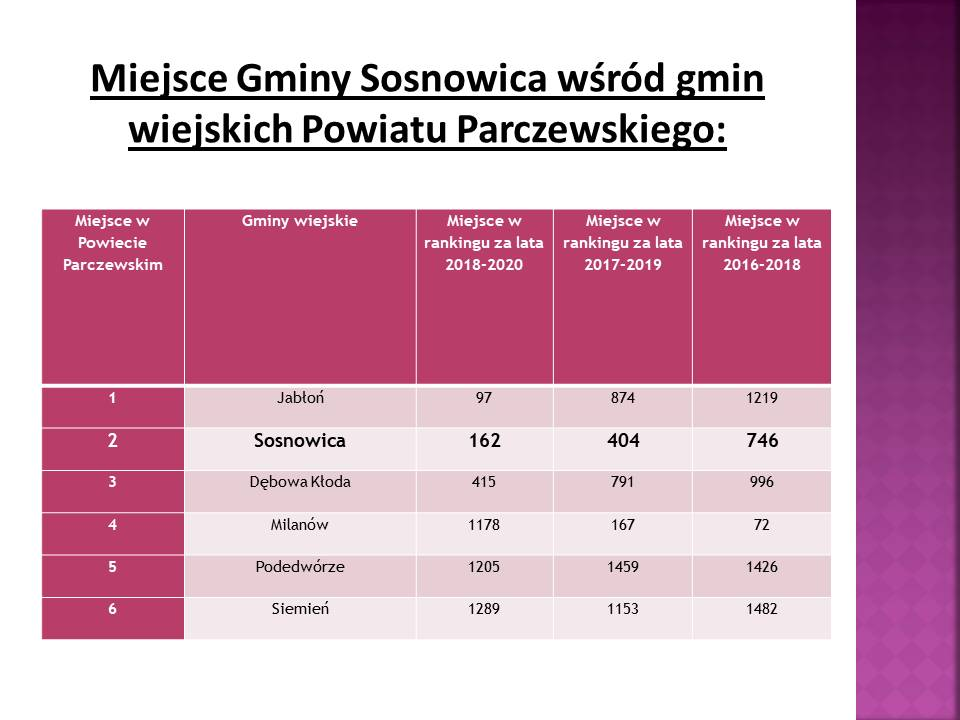 Miejsce Gminy Sosnowica wśród gmin
wiejskich Powiatu Parczewskiego:
Miejsce w Powiecie Parczewskim | Gminy wiejskie | Miejsce w rankingu za lata 2018-2020 | Miejsce w rankingu za lata 2017-2019 | Miejsce w rankingu za lata 2016-2018
1 Jabłoń 97 874 1219
2 Sosnowica 162 404 746
3 Dębowa Kłoda 415 791 996
4 Milanów 1178 167 72
5 Podedwórze 1205 1459 1426
6 Siemień 1289 1153 1482